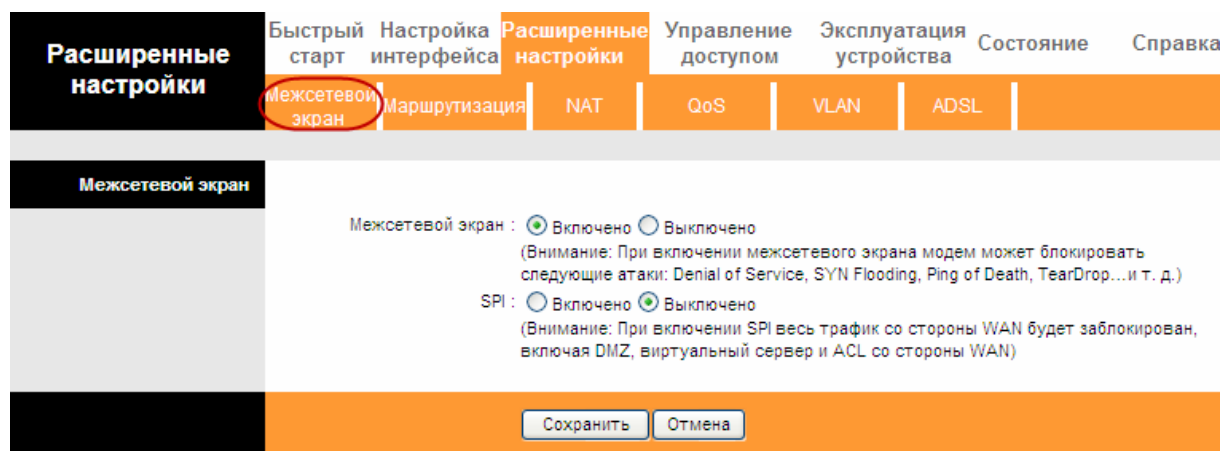 Расширенные
настройки
Быстрый
старт
Настройка
интерфейса
Расширенные
настройки
Управление
доступом
Эксплуатация
устройства
Состояние
Справка
Межсетевой
экран
Маршрутизация
NAT
QoS
VLAN
ADSL
Межсетевой экран
Межсетевой экран : Включено Выключено
(Внимание: При включении межсетевого экрана модем может блокировать
следующие атаки: Denial of Service, SYN Flooding, Ping of Death, TearDrop...и т. д.)
SPI : Включено Выключено
(Внимание: При включении SPI весь трафик со стороны WAN будет заблокирован,
включая DMZ, виртуальный сервер и ACL со стороны WAN)
Сохранить Отмена